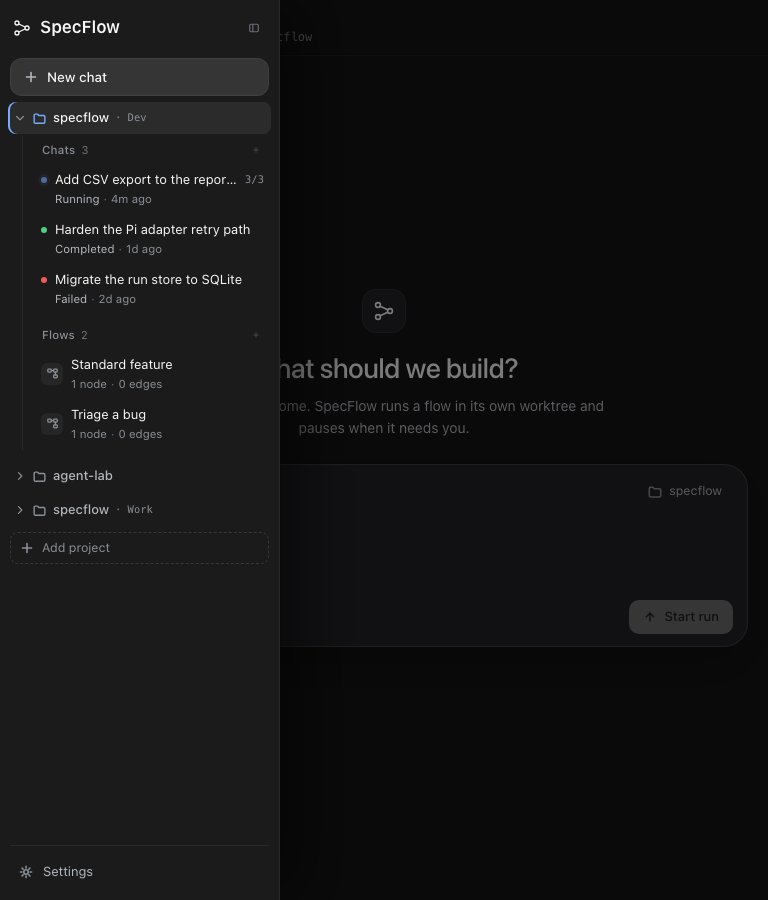 SpecFlow
cflow
New chat
specflow · Dev
Chats 3 +
Add CSV export to the repor... 3/3
Running · 4m ago
Harden the Pi adapter retry path
Completed · 1d ago
Migrate the run store to SQLite
Failed · 2d ago
Flows 2 +
Standard feature
1 node · 0 edges
Triage a bug
1 node · 0 edges
agent-lab
specflow · Work
Add project
Settings
hat should we build?
ome. SpecFlow runs a flow in its own worktree and
pauses when it needs you.
specflow
Start run